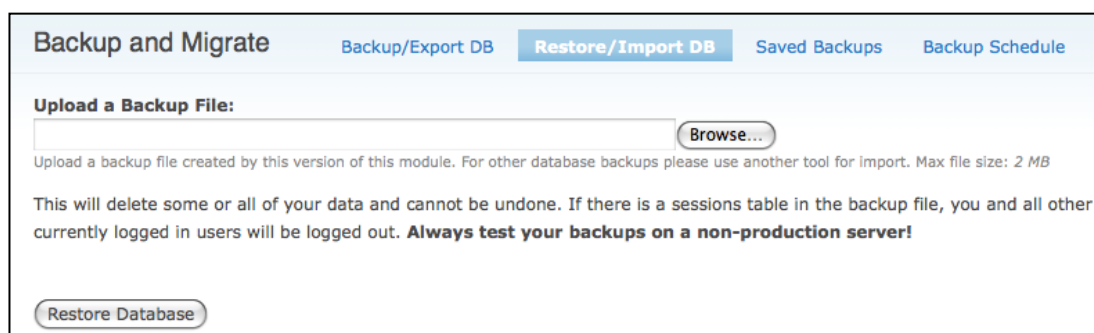 Backup and Migrate Backup/Export DB Restore/Import DB Saved Backups Backup Schedule
Upload a Backup File:
Browse...
Upload a backup file created by this version of this module. For other database backups please use another tool for import. Max file size: 2 MB
This will delete some or all of your data and cannot be undone. If there is a sessions table in the backup file, you and all other
currently logged in users will be logged out. Always test your backups on a non-production server!
Restore Database